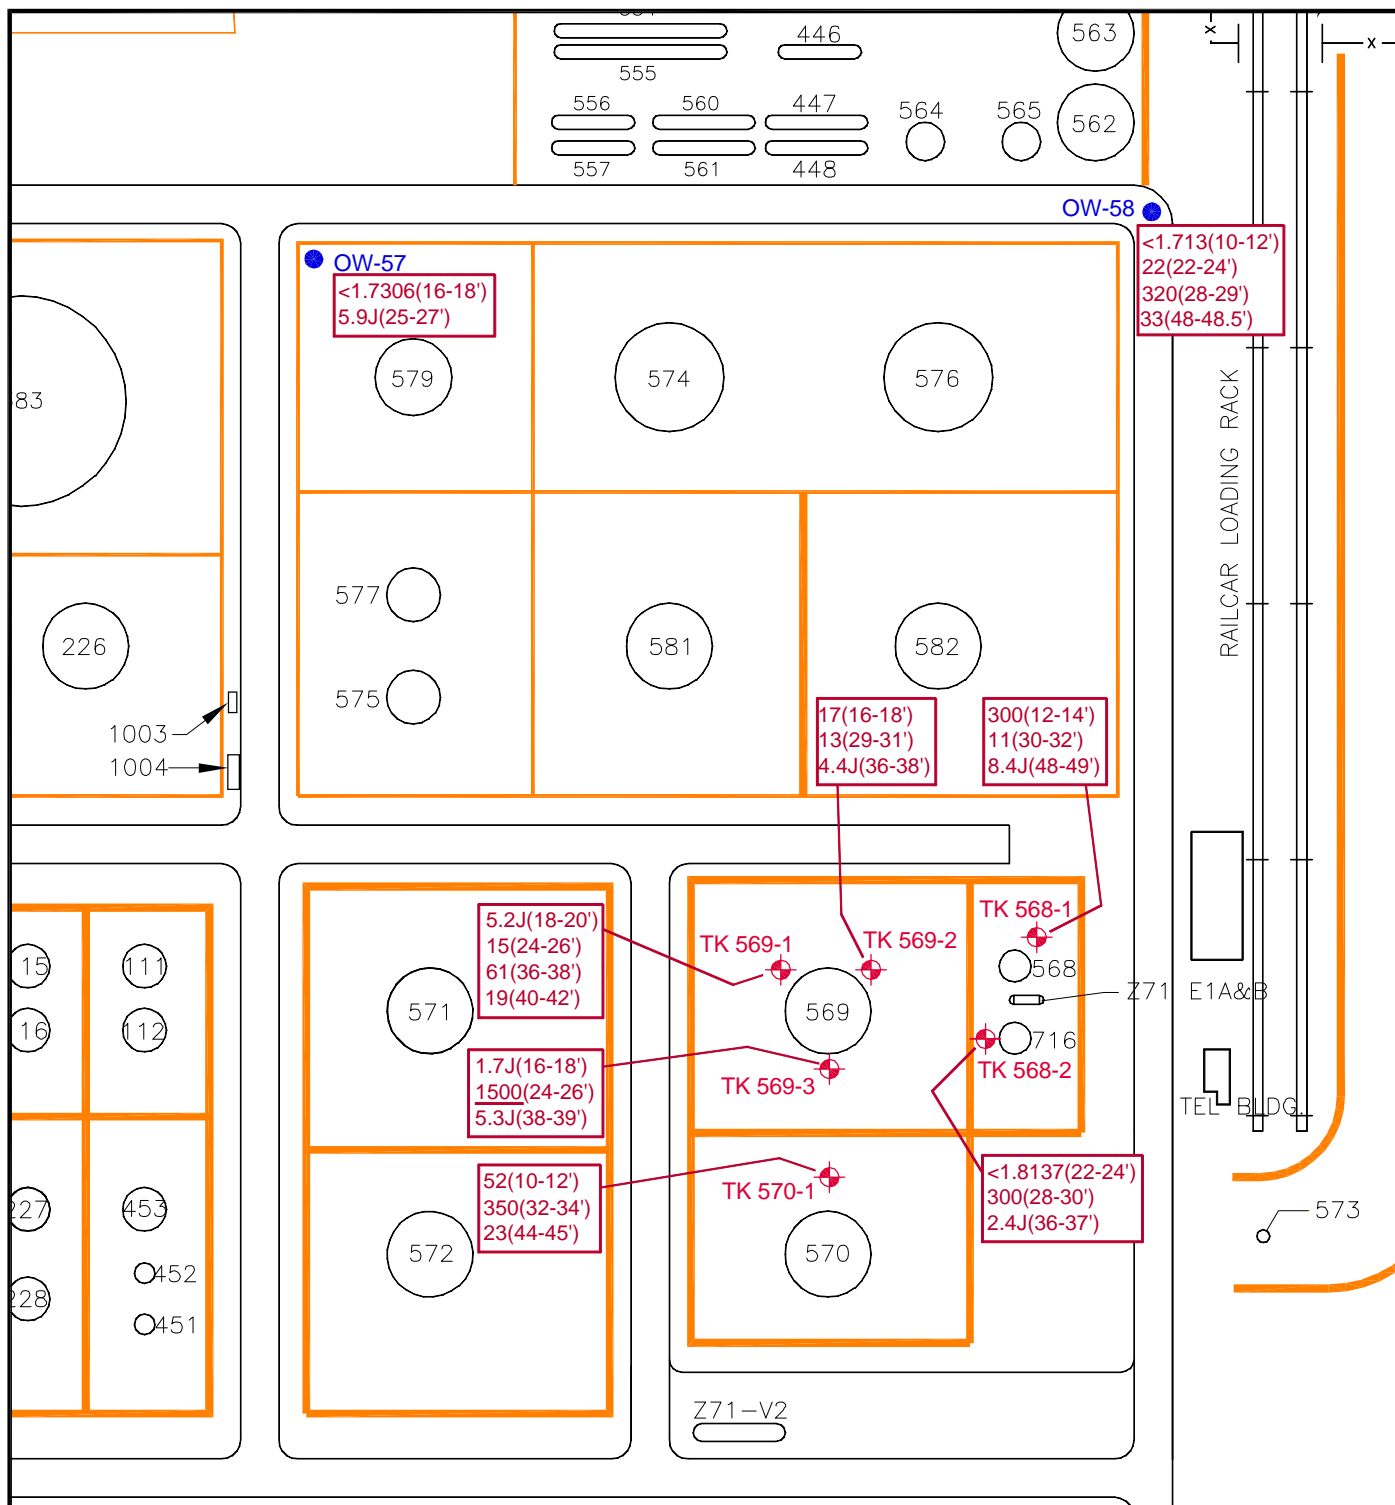 446
563
555
556
560
447
564
565
562
557
561
448
OW-58
<1.713(10-12')
22(22-24')
320(28-29')
33(48-48.5')
OW-57
<1.7306(16-18')
5.9J(25-27')
579
574
576
83
RAILCAR LOADING RACK
577
226
581
582
575
1003
1004
17(16-18')
13(29-31')
4.4J(36-38')
300(12-14')
11(30-32')
8.4J(48-49')
TK 568-1
5.2J(18-20')
15(24-26')
61(36-38')
19(40-42')
TK 569-1
TK 569-2
15
111
568
Z71 E1A&B
571
569
16
112
716
1.7J(16-18')
1500(24-26')
5.3J(38-39')
TK 569-3
TK 568-2
TEL BLDG.
52(10-12')
350(32-34')
23(44-45')
TK 570-1
<1.8137(22-24')
300(28-30')
2.4J(36-37')
227
453
573
572
570
452
228
451
Z71-V2
x
x